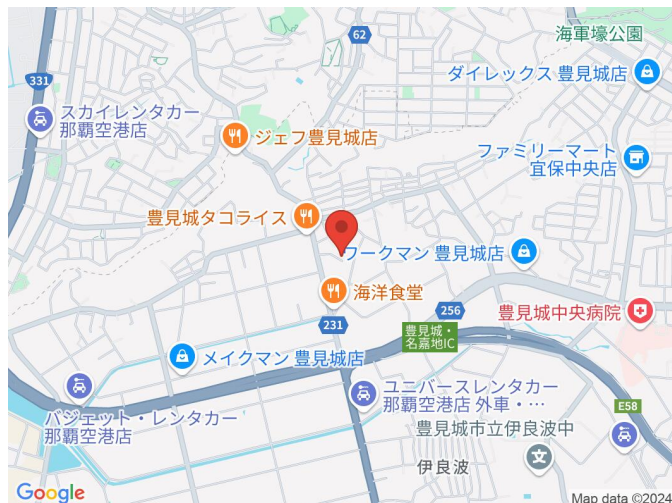 海軍壕公園
62
ダイレックス 豊見城店
331
スカイレンタカー
那覇空港店
ジェフ豊見城店
ファミリーマート
宜保中央店
豊見城タコライス
ワークマン 豊見城店
海洋食堂
256
豊見城中央病院
231
豊見城・
名嘉地IC
メイクマン 豊見城店
ユニバースレンタカー
那覇空港店 外車・…
バジェット・レンタカー
那覇空港店
E58
豊見城市立伊良波中
伊良波
Google
Map data ©2024